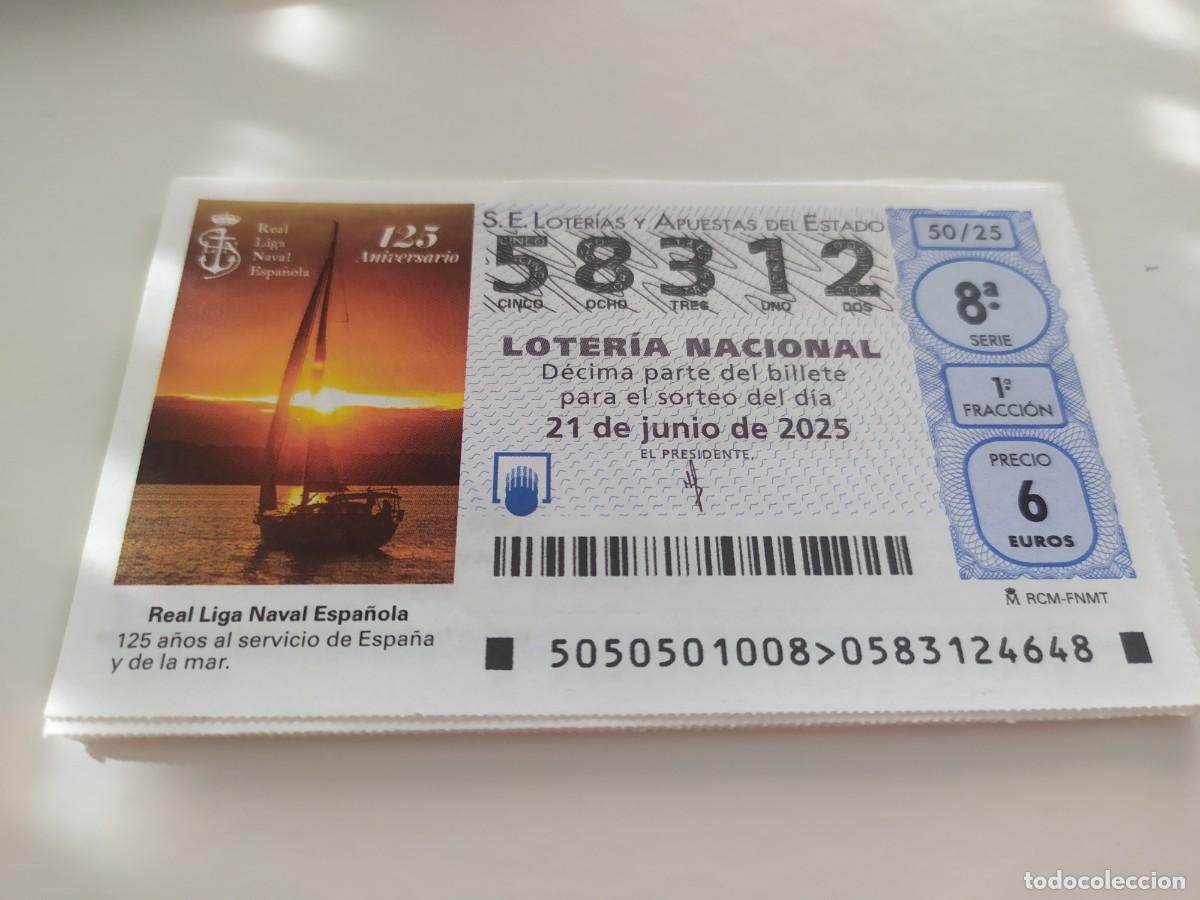 Real
Liga
Naval
Española
125
Aniversario
Real Liga Naval Española
125 años al servicio de España
y de la mar.
S.E. LOTERÍAS Y APUESTAS DEL ESTADO
58312
CINCO OCHO TRES UNO DOS
LOTERÍA NACIONAL
Décima parte del billete
para el sorteo del día
21 de junio de 2025
EL PRESIDENTE,
50/25
8ª
SERIE
1ª
FRACCIÓN
PRECIO
6
EUROS
RCM-FNMT
5050501008>0583124648
todocoleccion